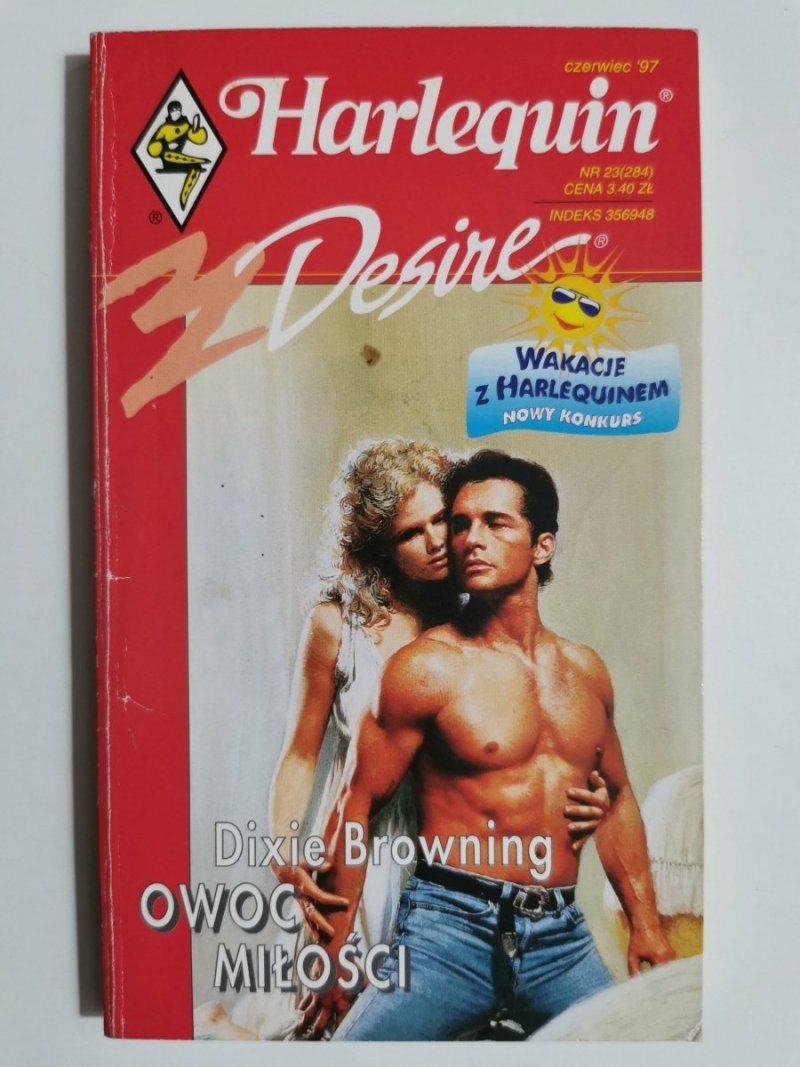 czerwiec '97
Harlequin®
NR 23(284)
CENA 3.40 ZŁ
INDEKS 356948
®
Desire®
WAKACJE
Z HARLEQUINEM
NOWY KONKURS
Dixie Browning
OWOC
MIŁOŚCI